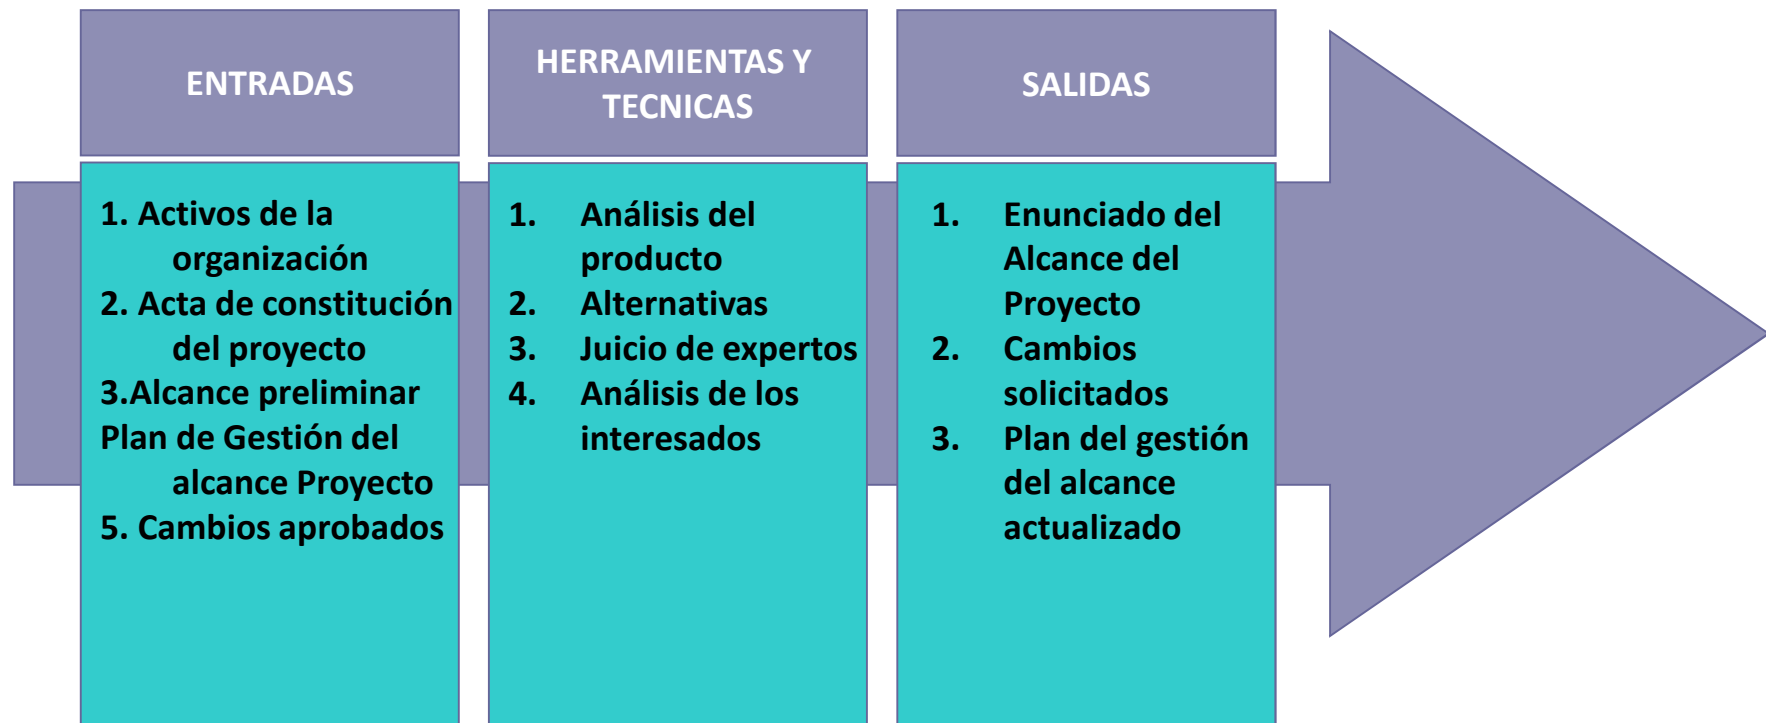 ENTRADAS
1. Activos de la
organización
2. Acta de constitución
del proyecto
3.Alcance preliminar
Plan de Gestión del
alcance Proyecto
5. Cambios aprobados
HERRAMIENTAS Y
TECNICAS
1. Análisis del
producto
2. Alternativas
3. Juicio de expertos
4. Análisis de los
interesados
SALIDAS
1. Enunciado del
Alcance del
Proyecto
2. Cambios
solicitados
3. Plan del gestión
del alcance
actualizado